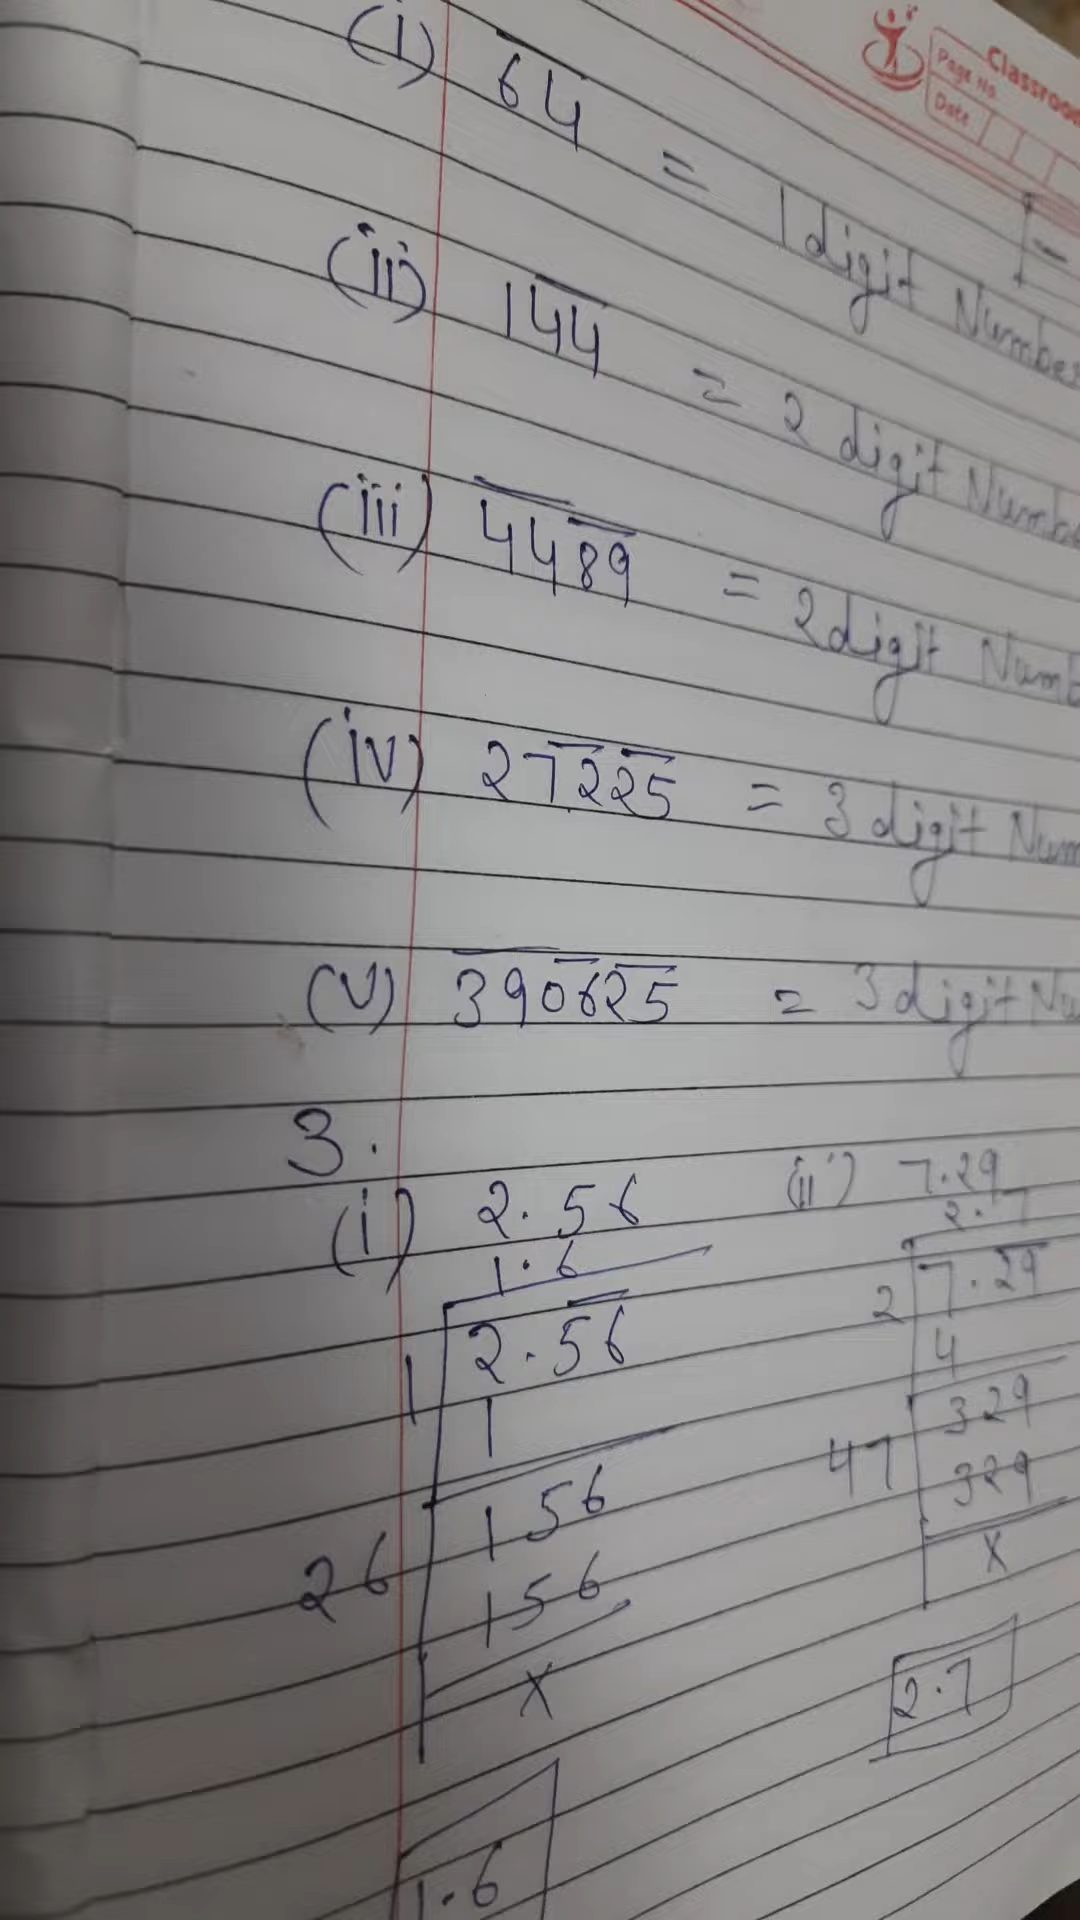 Classroom
Page No.
Date
(i) 64 = 1 digit Number
(ii) 144 = 2 digit Numbe
(iii) 4489 = 2 digit Numb
(iv) 27225 = 3 digit Num
(v) 390625 = 3 digit Nu
3.
(i) 2.56
1.6
1 2.56
1
26 156
156
x
1.6
(ii) 7.29
2.7
2 7.29
4
47 329
329
x
2.7